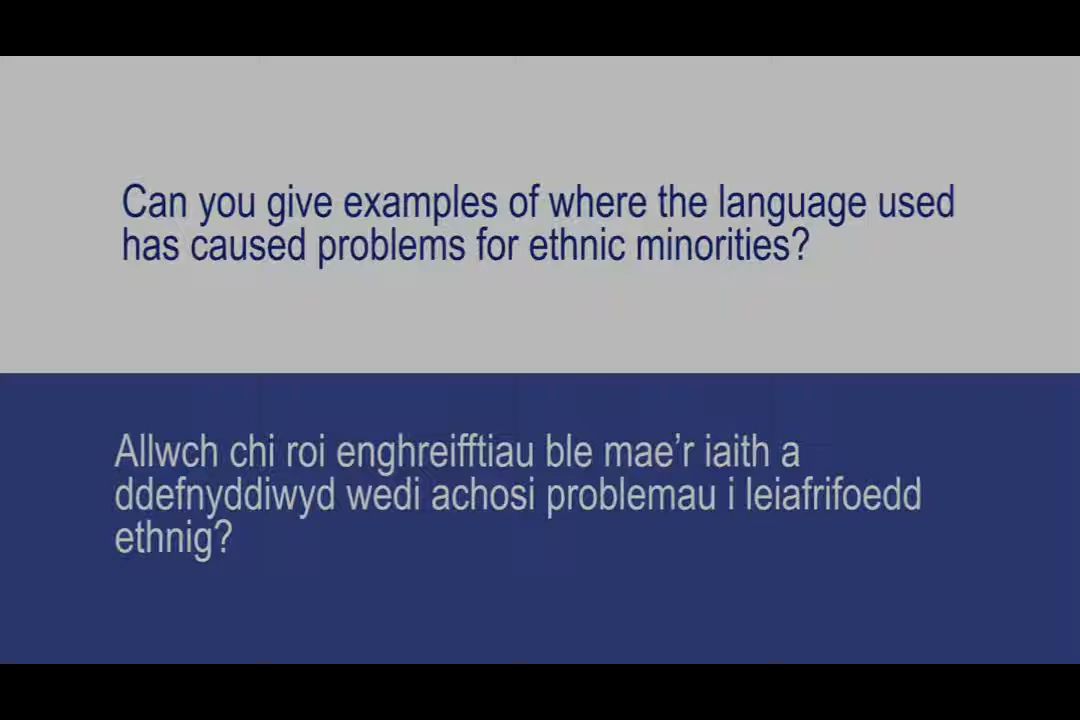 Can you give examples of where the language used
has caused problems for ethnic minorities?
Allwch chi roi enghreifftiau ble mae’r iaith a
ddefnyddiwyd wedi achosi problemau i leiafrifoedd
ethnig?